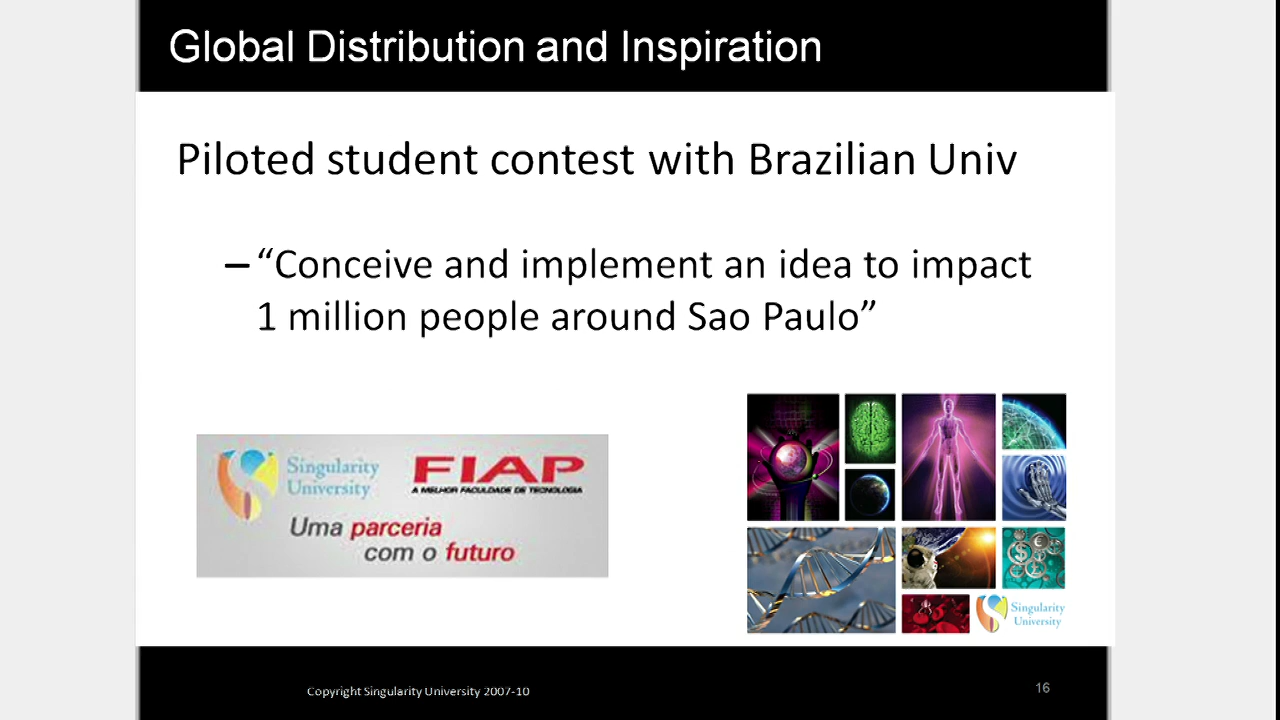 Global Distribution and Inspiration
Piloted student contest with Brazilian Univ
– “Conceive and implement an idea to impact
1 million people around Sao Paulo”
Singularity
University
FIAP
A MELHOR FACULDADE DE TECNOLOGIA
Uma parceria
com o futuro
Singularity
University
Copyright Singularity University 2007-10
16